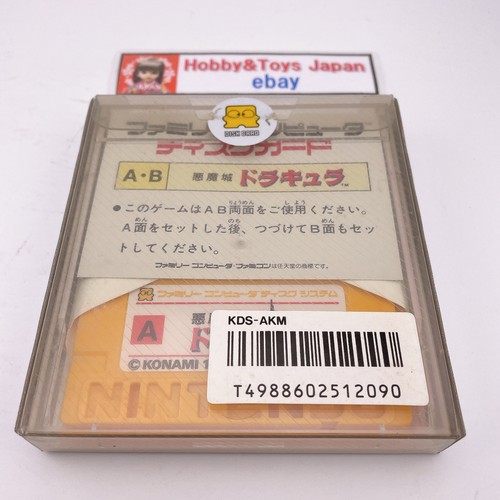 Hobby&Toys Japan
ebay
DISK CARD
ファミリーコンピュータ
ディスクカード
A・B 悪魔城 ドラキュラ™
●このゲームはAB両面をご使用ください。
A面をセットした後、つづけてB面もセッ
トしてください。
ファミリーコンピュータ・ファミコンは任天堂の商標です。
ファミリー コンピュータ ディスク システム
A 悪
ド
©KONAMI 1
KDS-AKM
T4988602512090
NINTENDO